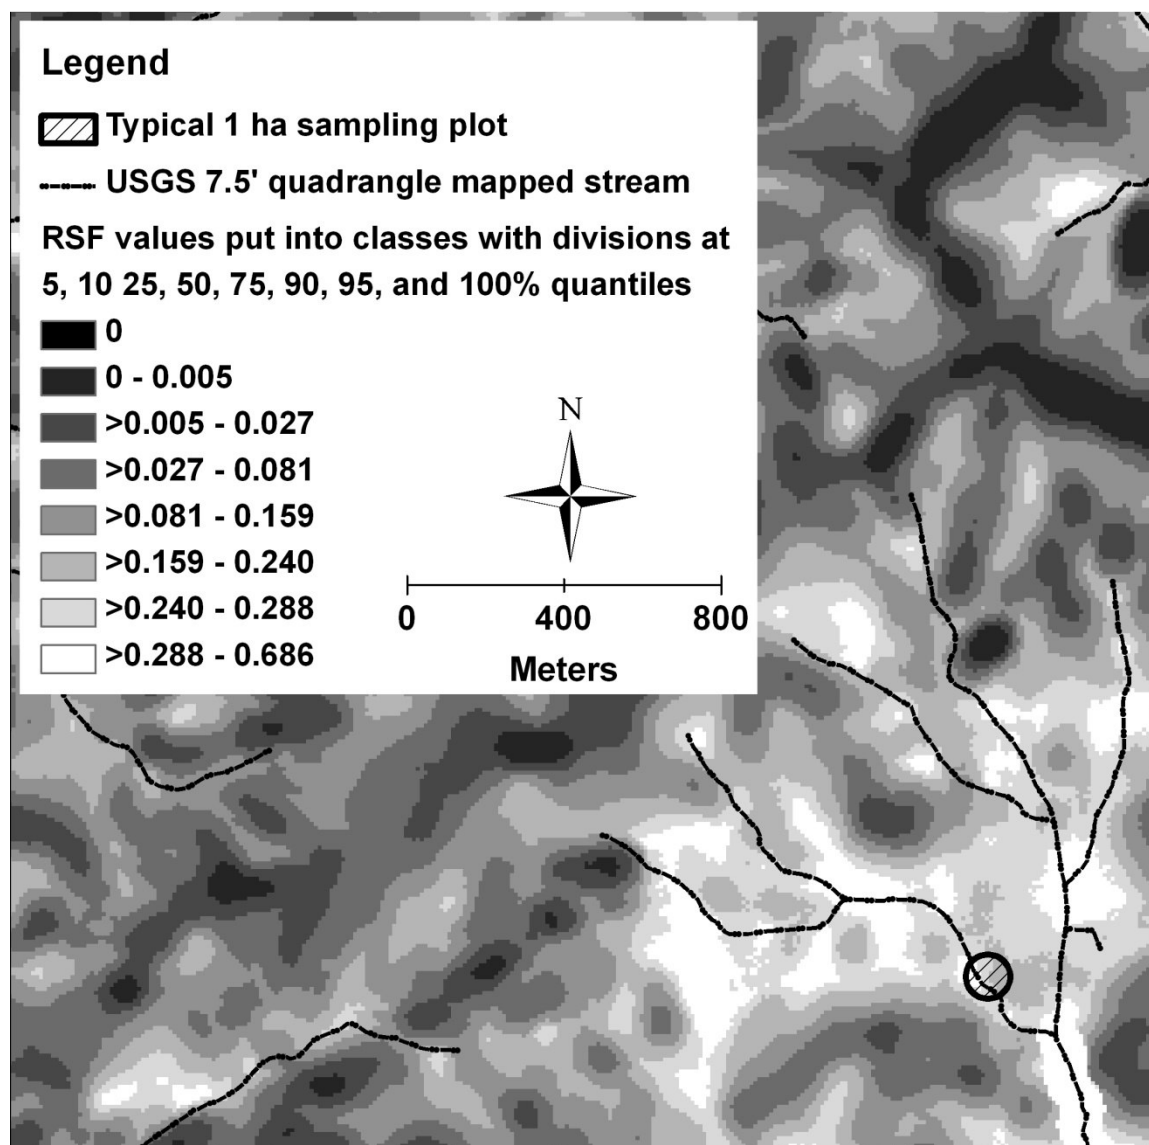 Legend
Typical 1 ha sampling plot
USGS 7.5' quadrangle mapped stream
RSF values put into classes with divisions at
5, 10 25, 50, 75, 90, 95, and 100% quantiles
0
0 - 0.005
>0.005 - 0.027
>0.027 - 0.081
>0.081 - 0.159
>0.159 - 0.240
>0.240 - 0.288
>0.288 - 0.686
N
0 400 800
Meters